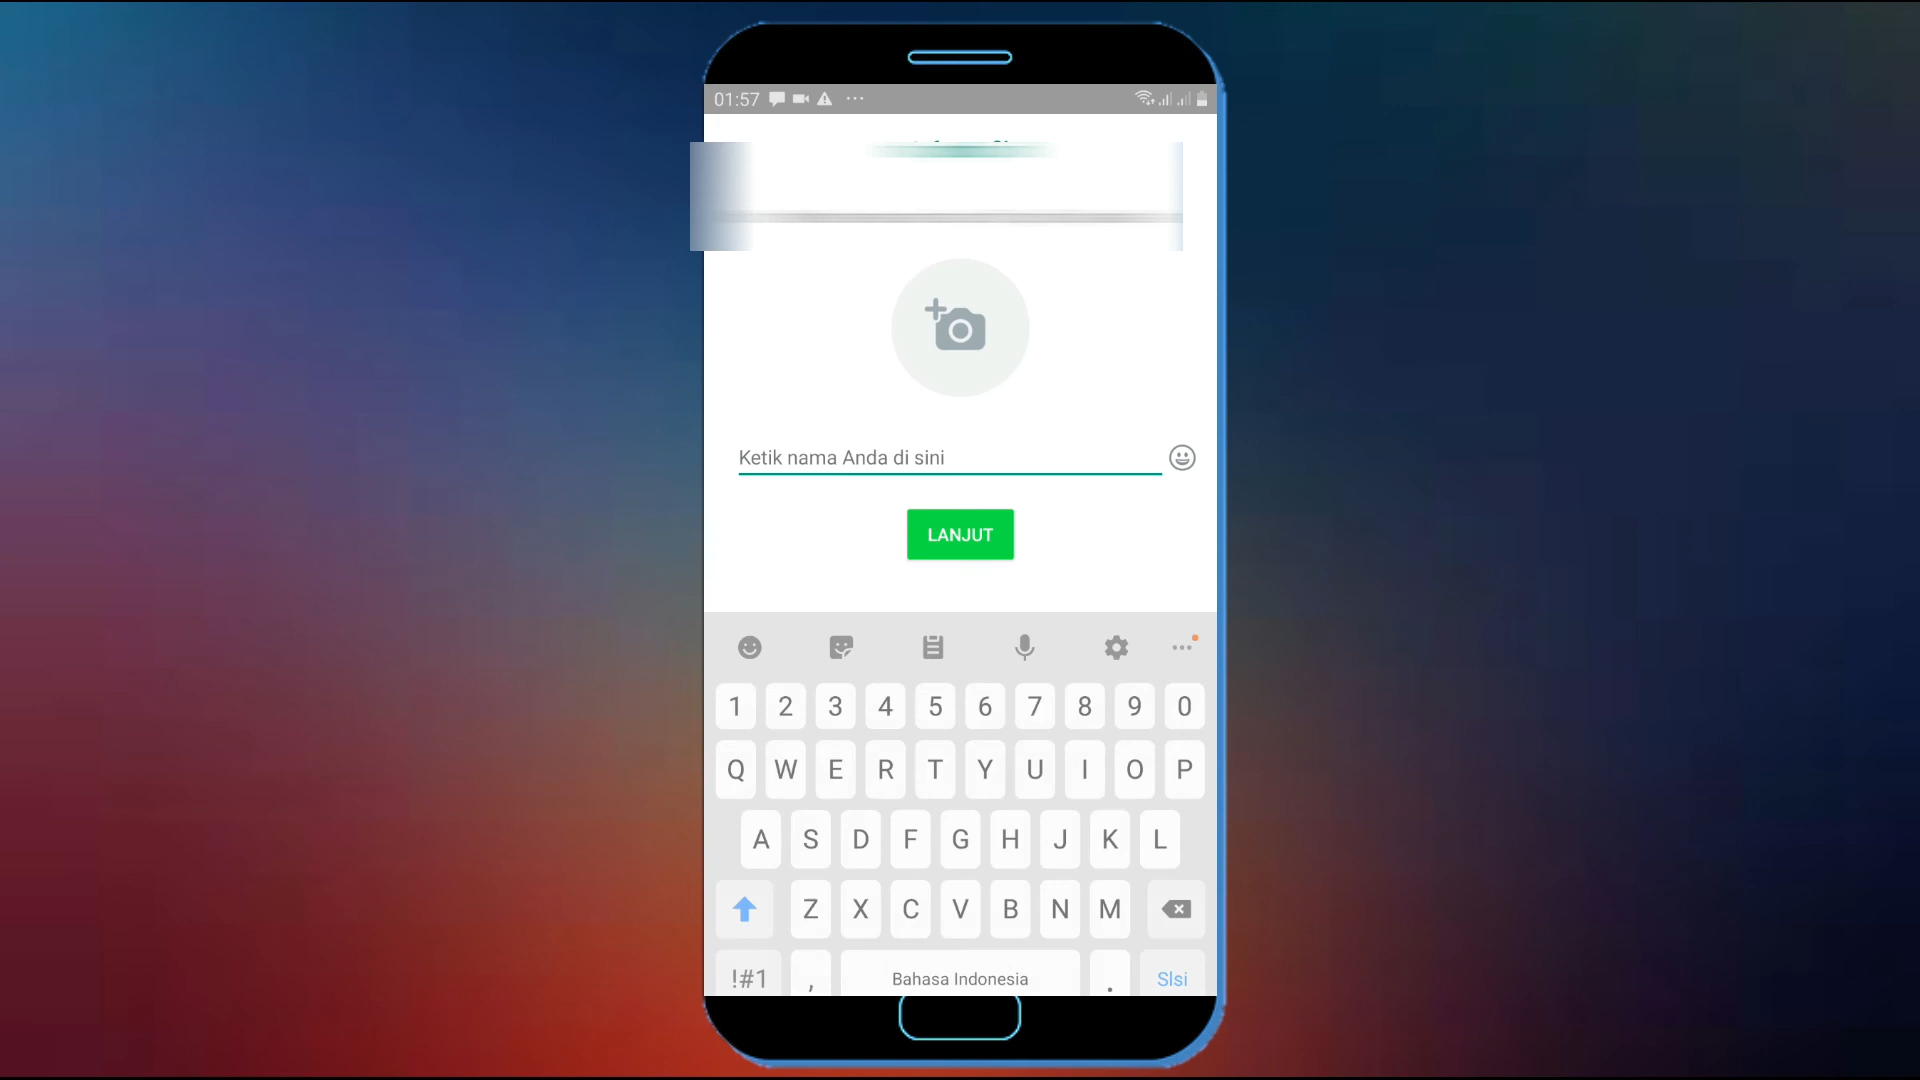 01:57
Ketik nama Anda di sini
LANJUT
1 2 3 4 5 6 7 8 9 0
Q W E R T Y U I O P
A S D F G H J K L
Z X C V B N M
!#1 , Bahasa Indonesia . Slsi